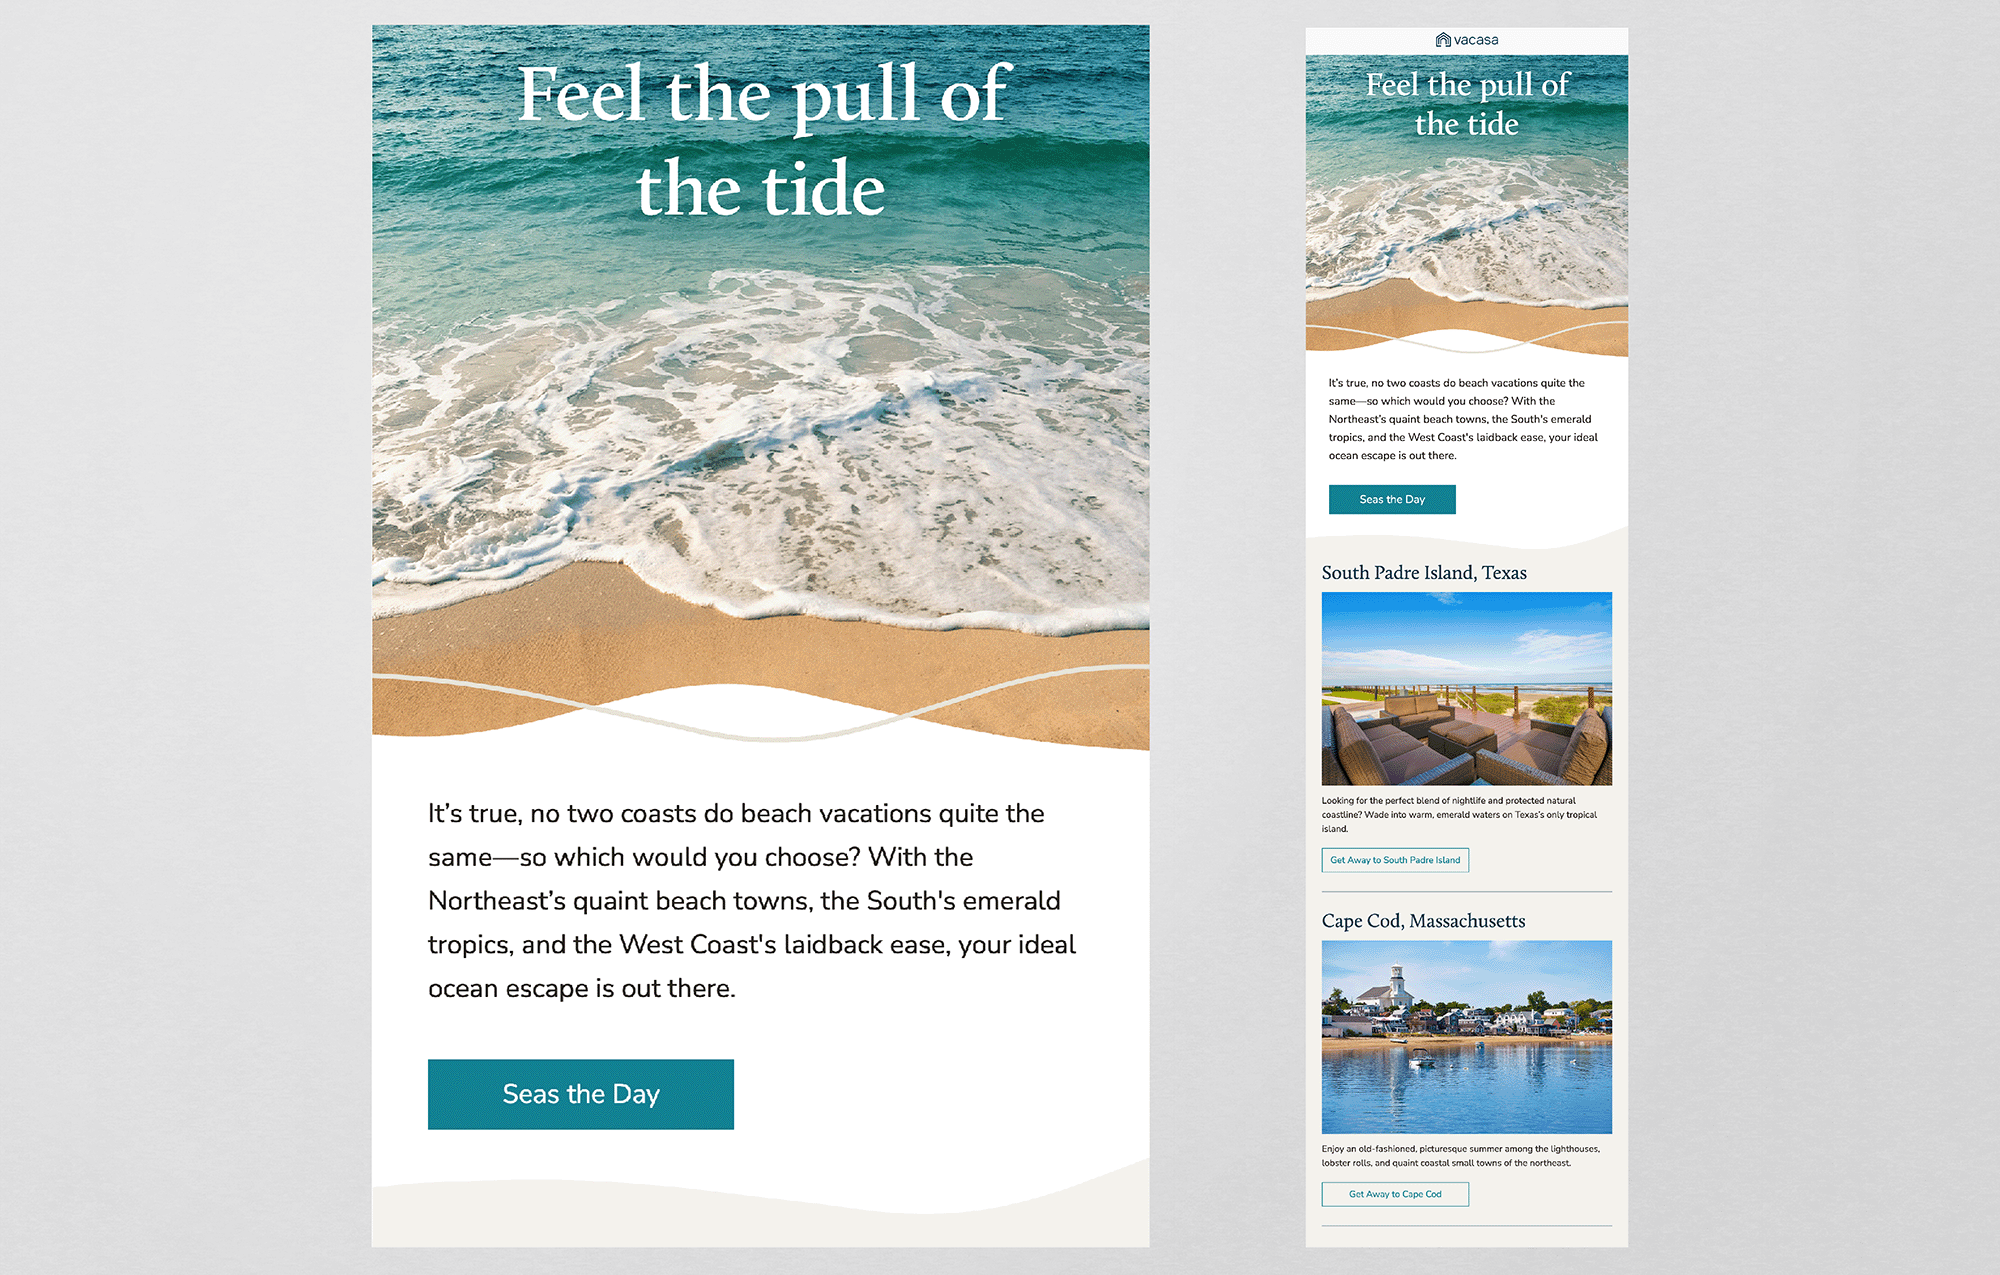 Feel the pull of
the tide
It’s true, no two coasts do beach vacations quite the
same—so which would you choose? With the
Northeast’s quaint beach towns, the South's emerald
tropics, and the West Coast's laidback ease, your ideal
ocean escape is out there.
Seas the Day
vacasa
Feel the pull of
the tide
It’s true, no two coasts do beach vacations quite the
same—so which would you choose? With the
Northeast’s quaint beach towns, the South's emerald
tropics, and the West Coast's laidback ease, your ideal
ocean escape is out there.
Seas the Day
South Padre Island, Texas
Looking for the perfect blend of nightlife and protected natural
coastline? Wade into warm, emerald waters on Texas’s only tropical
island.
Get Away to South Padre Island
Cape Cod, Massachusetts
Enjoy an old-fashioned, picturesque summer among the lighthouses,
lobster rolls, and quaint coastal small towns of the northeast.
Get Away to Cape Cod